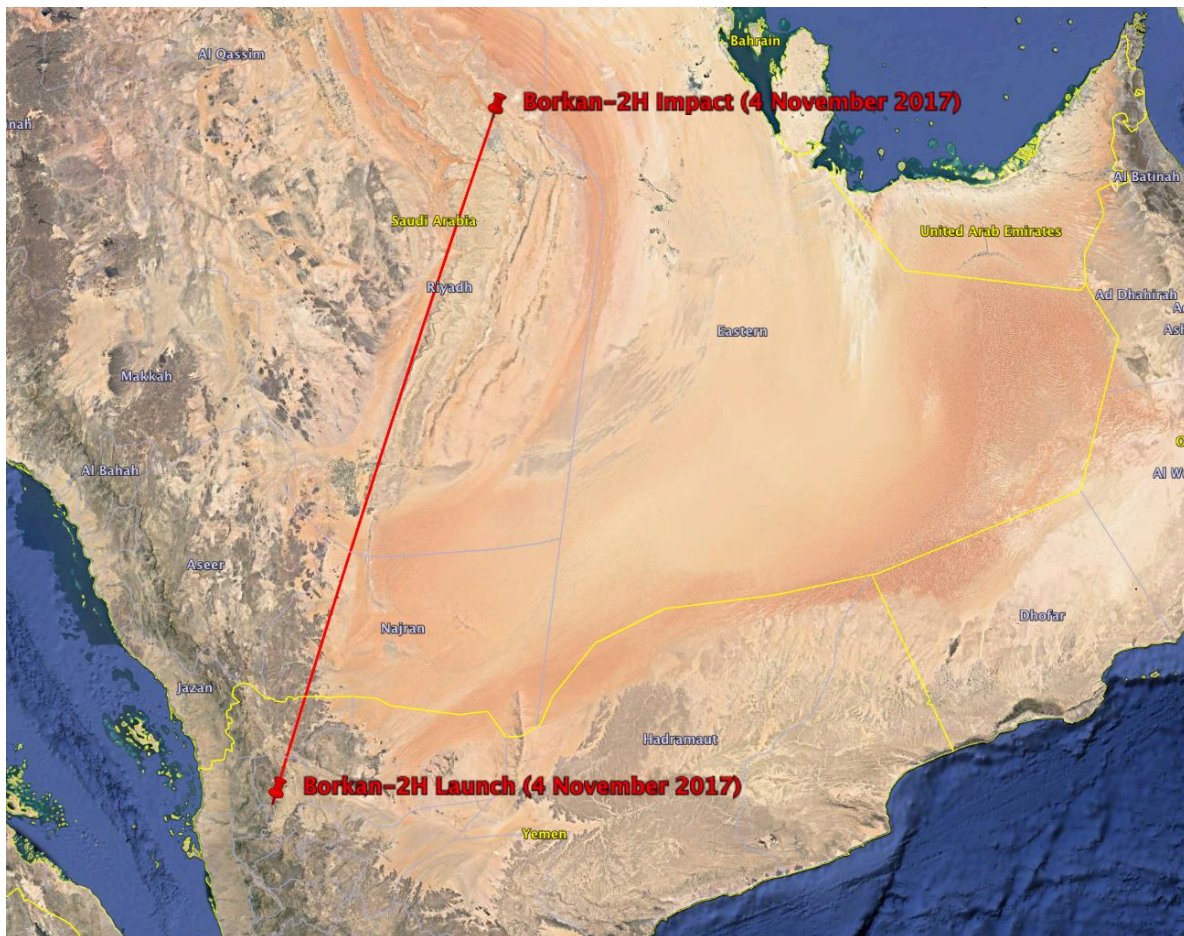 Bahrain
Al Qassim
Borkan-2H Impact (4 November 2017)
inah
Al Batinah
Saudi Arabia
United Arab Emirates
Riyadh
Ad Dhahirah
Eastern
Makkah
Al Bahah
Aseer
Dhofar
Najran
Jazan
Hadramaut
Borkan-2H Launch (4 November 2017)
Yemen